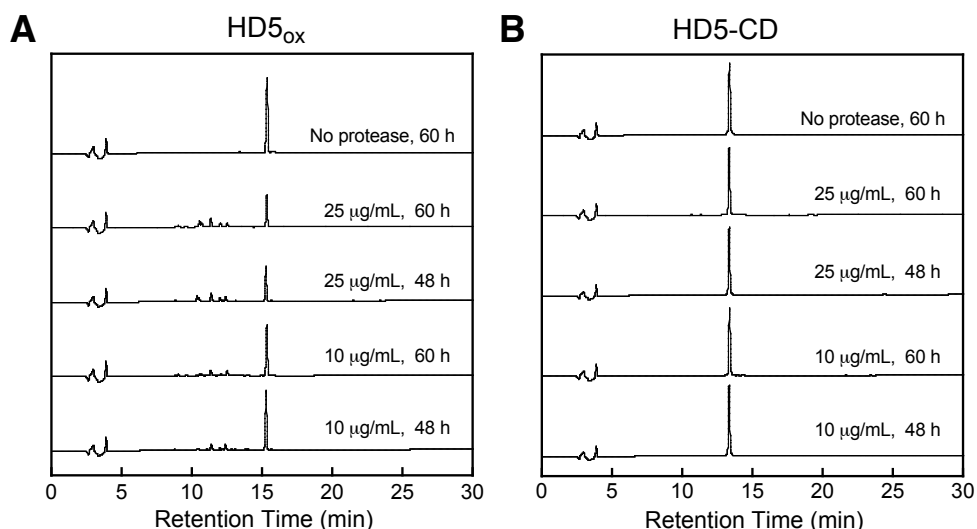 A
HD5ox
No protease, 60 h
25 μg/mL, 60 h
25 μg/mL, 48 h
10 μg/mL, 60 h
10 μg/mL, 48 h
0 5 10 15 20 25 30
Retention Time (min)
B
HD5-CD
No protease, 60 h
25 μg/mL, 60 h
25 μg/mL, 48 h
10 μg/mL, 60 h
10 μg/mL, 48 h
0 5 10 15 20 25 30
Retention Time (min)